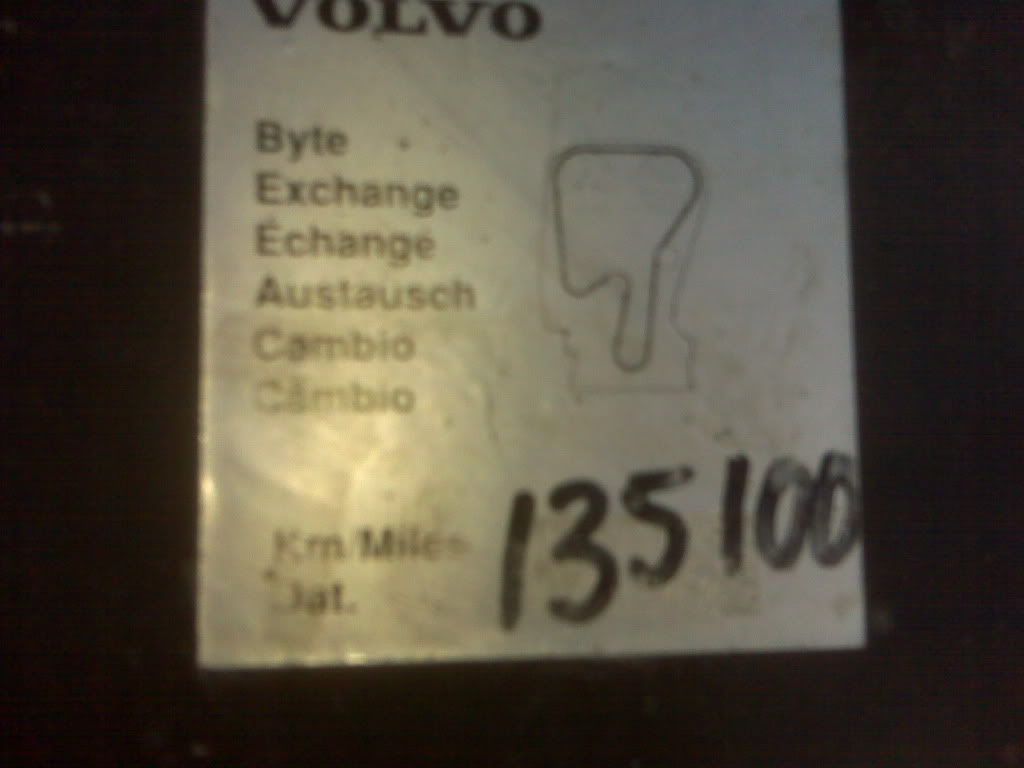 VOLVO
Byte
Exchange
Échange
Austausch
Cambio
Câmbio
Km/Miles 135100
Dat.